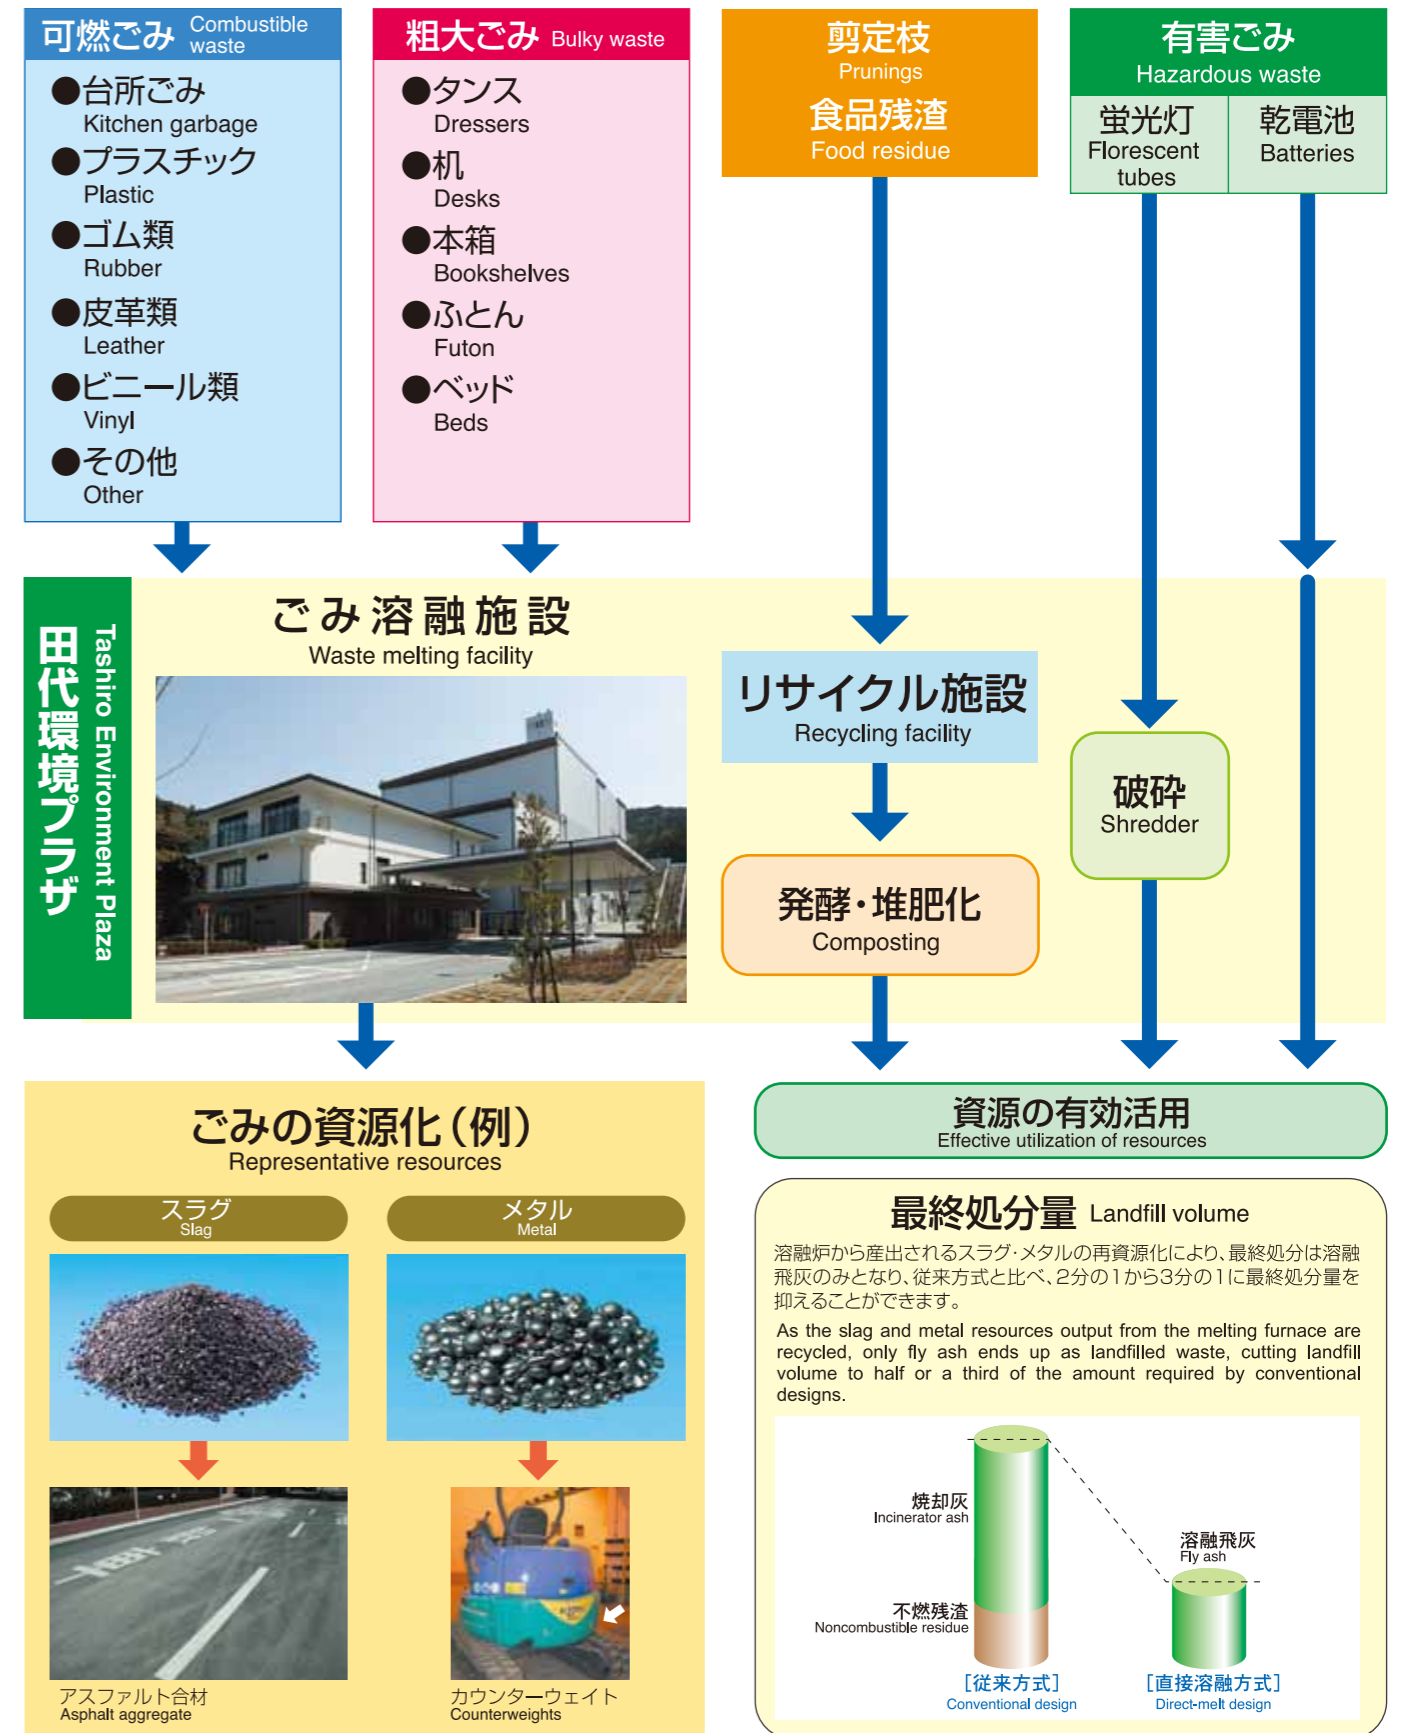 可燃ごみ Combustible
waste
●台所ごみ
Kitchen garbage
●プラスチック
Plastic
●ゴム類
Rubber
●皮革類
Leather
●ビニール類
Vinyl
●その他
Other
粗大ごみ Bulky waste
●タンス
Dressers
●机
Desks
●本箱
Bookshelves
●ふとん
Futon
●ベッド
Beds
剪定枝
Prunings
食品残渣
Food residue
有害ごみ
Hazardous waste
蛍光灯
Florescent
tubes
乾電池
Batteries
田代環境プラザ
Tashiro Environment Plaza
ごみ溶融施設
Waste melting facility
リサイクル施設
Recycling facility
発酵・堆肥化
Composting
破砕
Shredder
ごみの資源化（例）
Representative resources
スラグ
Slag
メタル
Metal
アスファルト合材
Asphalt aggregate
カウンターウェイト
Counterweights
資源の有効活用
Effective utilization of resources
最終処分量 Landfill volume
溶融炉から産出されるスラグ・メタルの再資源化により、最終処分は溶融
飛灰のみとなり、従来方式と比べ、2分の1から3分の1に最終処分量を
抑えることができます。
As the slag and metal resources output from the melting furnace are
recycled, only fly ash ends up as landfilled waste, cutting landfill
volume to half or a third of the amount required by conventional
designs.
焼却灰
Incinerator ash
不燃残渣
Noncombustible residue
溶融飛灰
Fly ash
［従来方式］
Conventional design
［直接溶融方式］
Direct-melt design